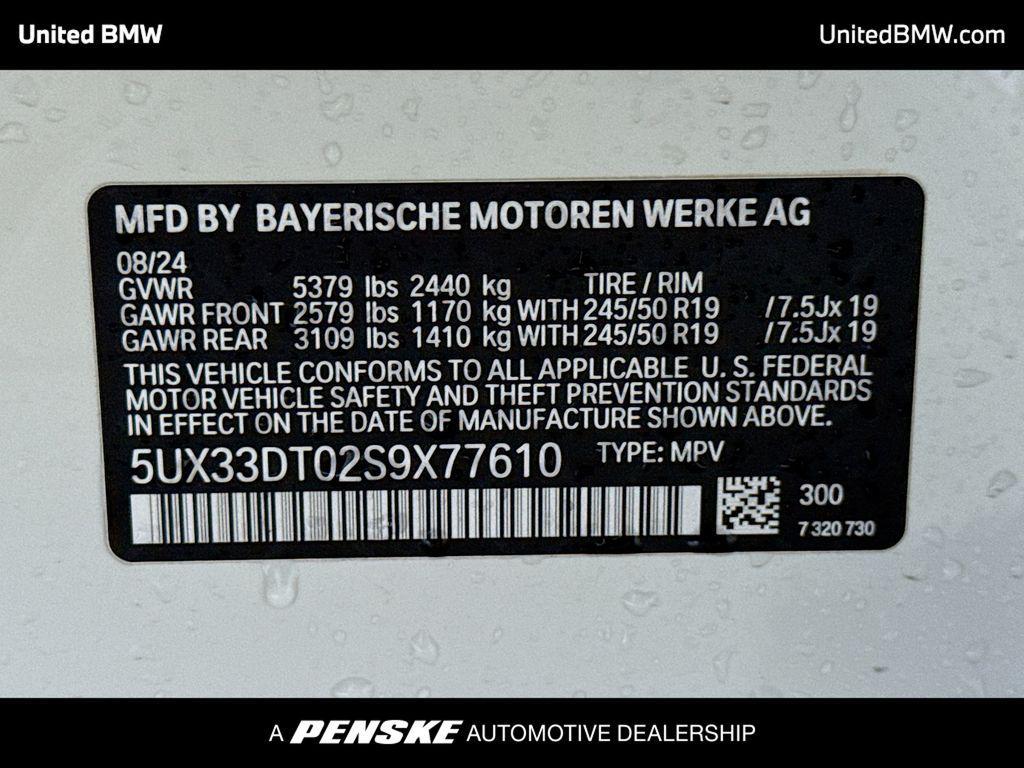 United BMW
UnitedBMW.com
MFD BY BAYERISCHE MOTOREN WERKE AG
08/24
GVWR 5379 lbs 2440 kg TIRE / RIM
GAWR FRONT 2579 lbs 1170 kg WITH 245/50 R19 /7.5Jx 19
GAWR REAR 3109 lbs 1410 kg WITH 245/50 R19 /7.5Jx 19
THIS VEHICLE CONFORMS TO ALL APPLICABLE U. S. FEDERAL
MOTOR VEHICLE SAFETY AND THEFT PREVENTION STANDARDS
IN EFFECT ON THE DATE OF MANUFACTURE SHOWN ABOVE.
5UX33DT02S9X77610 TYPE: MPV
300
7 320 730
A PENSKE AUTOMOTIVE DEALERSHIP